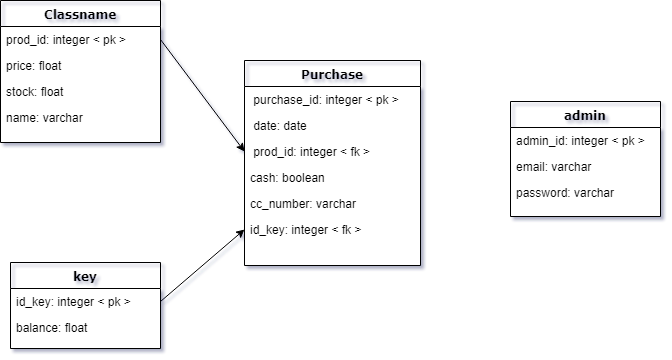 Classname
prod_id: integer < pk >
price: float
stock: float
name: varchar
Purchase
purchase_id: integer < pk >
date: date
prod_id: integer < fk >
cash: boolean
cc_number: varchar
id_key: integer < fk >
admin
admin_id: integer < pk >
email: varchar
password: varchar
key
id_key: integer < pk >
balance: float